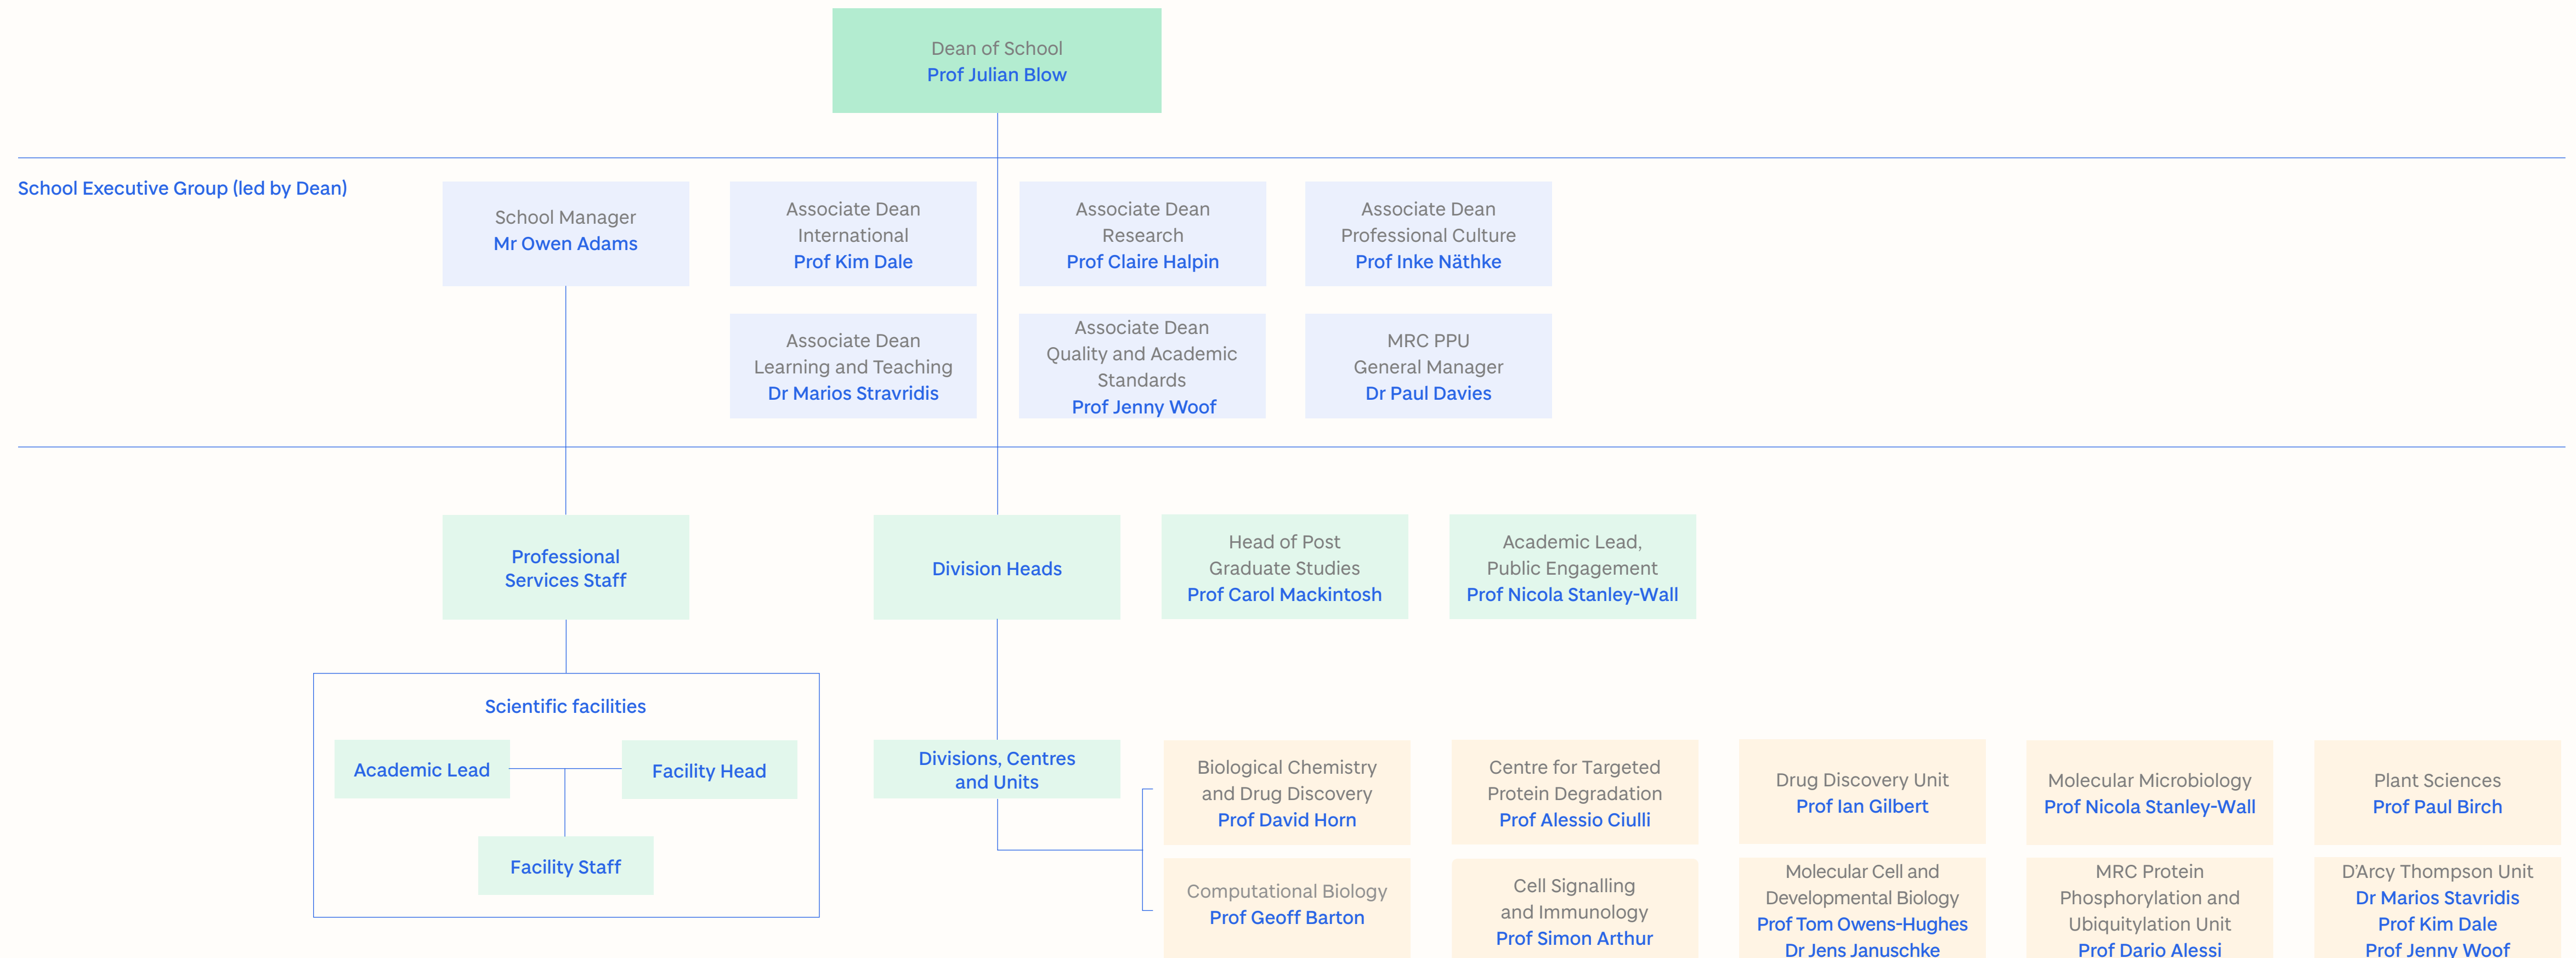 Dean of School
Prof Julian Blow
School Executive Group (led by Dean)
School Manager
Mr Owen Adams
Associate Dean
International
Prof Kim Dale
Associate Dean
Research
Prof Claire Halpin
Associate Dean
Professional Culture
Prof Inke Näthke
Associate Dean
Learning and Teaching
Dr Marios Stravridis
Associate Dean
Quality and Academic
Standards
Prof Jenny Woof
MRC PPU
General Manager
Dr Paul Davies
Professional
Services Staff
Division Heads
Head of Post
Graduate Studies
Prof Carol Mackintosh
Academic Lead,
Public Engagement
Prof Nicola Stanley-Wall
Scientific facilities
Academic Lead
Facility Head
Facility Staff
Divisions, Centres
and Units
Biological Chemistry
and Drug Discovery
Prof David Horn
Centre for Targeted
Protein Degradation
Prof Alessio Ciulli
Drug Discovery Unit
Prof Ian Gilbert
Molecular Microbiology
Prof Nicola Stanley-Wall
Plant Sciences
Prof Paul Birch
Computational Biology
Prof Geoff Barton
Cell Signalling
and Immunology
Prof Simon Arthur
Molecular Cell and
Developmental Biology
Prof Tom Owens-Hughes
Dr Jens Januschke
MRC Protein
Phosphorylation and
Ubiquitylation Unit
Prof Dario Alessi
D'Arcy Thompson Unit
Dr Marios Stavridis
Prof Kim Dale
Prof Jenny Woof